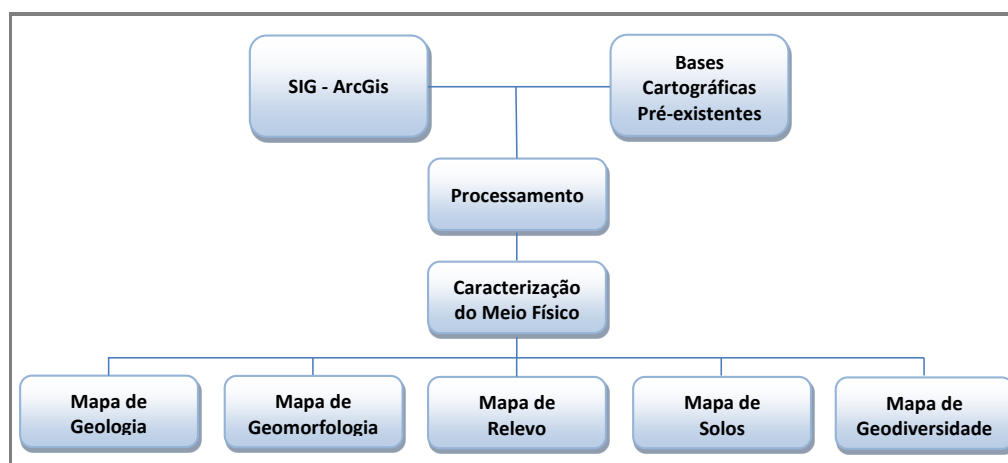 SIG - ArcGis
Bases
Cartográficas
Pré-existentes
Processamento
Caracterização
do Meio Físico
Mapa de
Geologia
Mapa de
Geomorfologia
Mapa de
Relevo
Mapa de
Solos
Mapa de
Geodiversidade